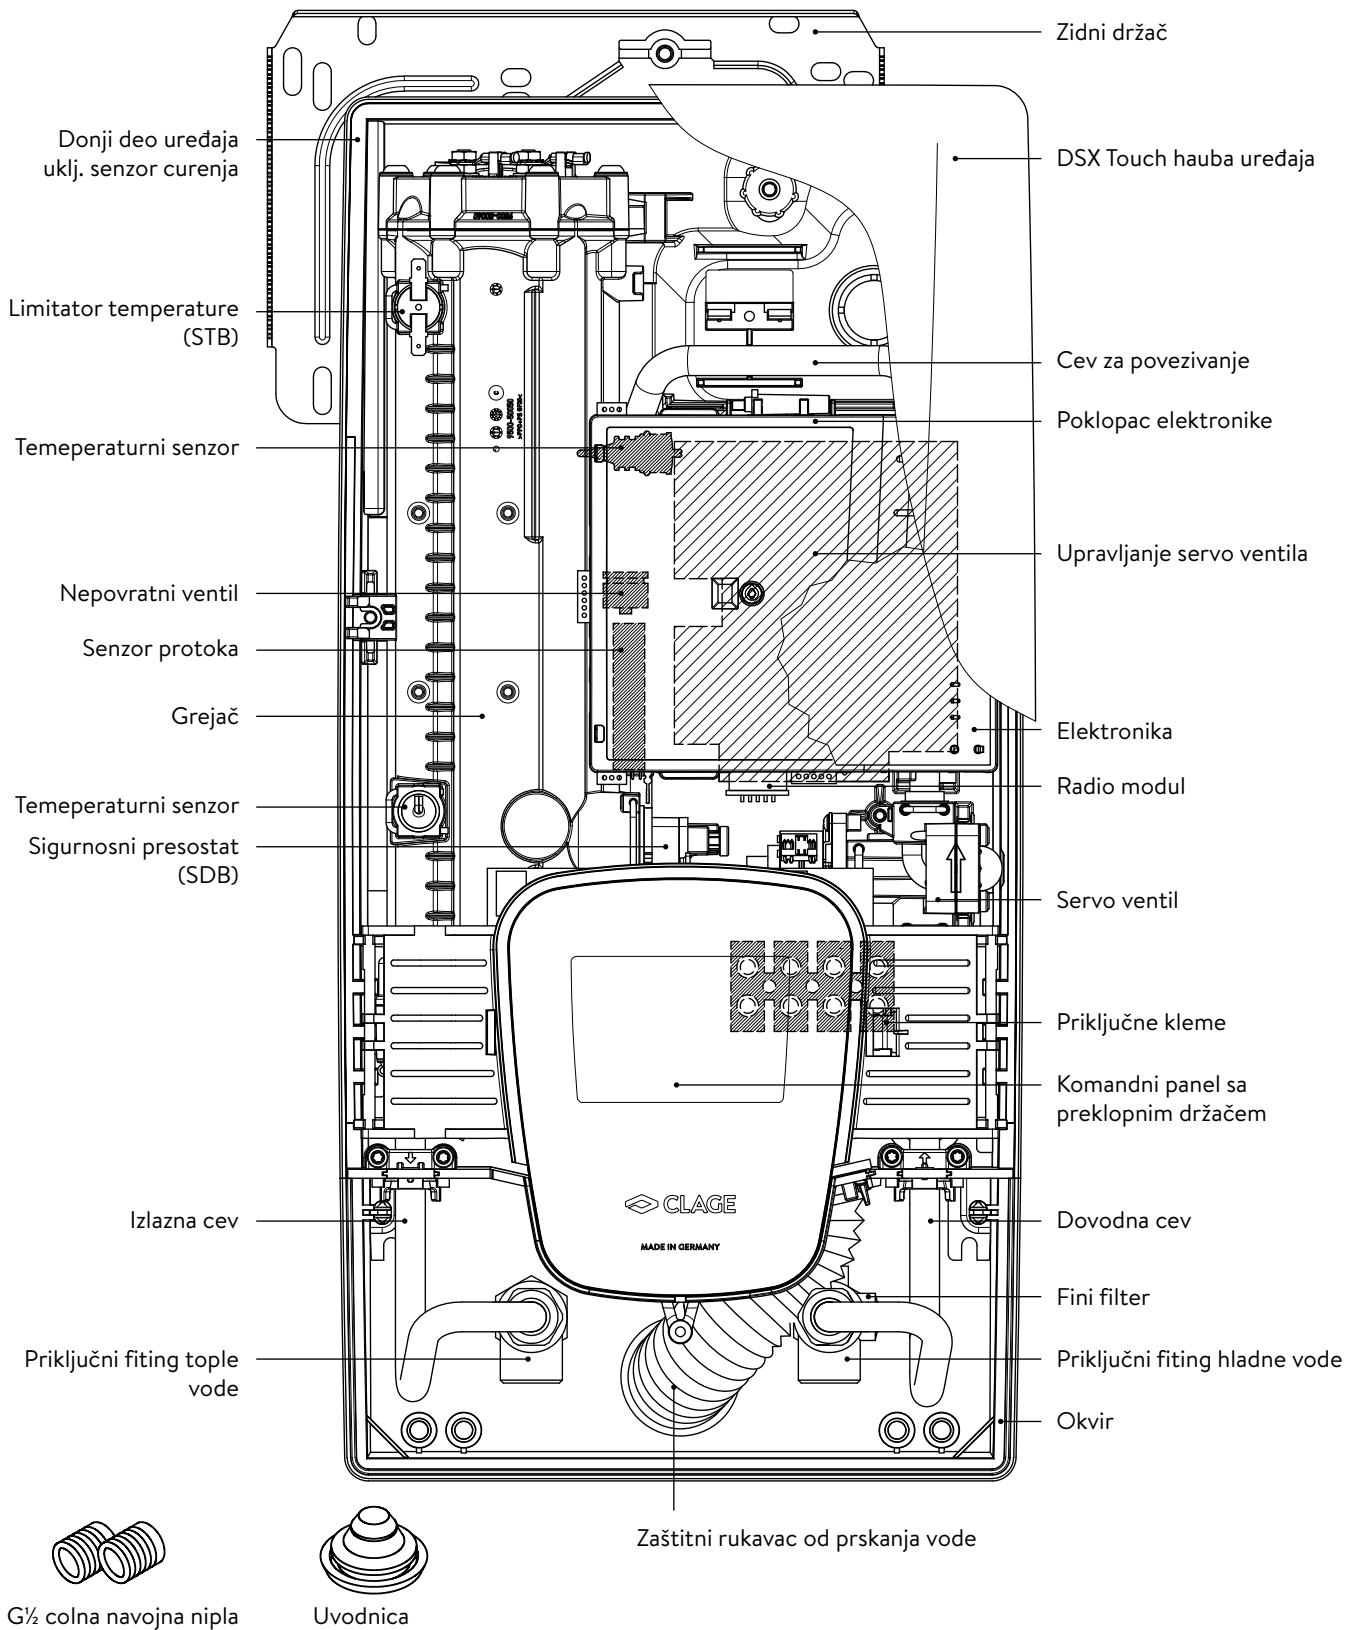 Zidni držač
Donji deo uređaja
uklj. senzor curenja
DSX Touch hauba uređaja
Limitator temperature
(STB)
Cev za povezivanje
Poklopac elektronike
Temeperaturni senzor
Upravljanje servo ventila
Nepovratni ventil
Senzor protoka
Grejač
Elektronika
Radio modul
Temeperaturni senzor
Sigurnosni presostat
(SDB)
Servo ventil
Priključne kleme
Komandni panel sa
preklopnim držačem
CLAGE
MADE IN GERMANY
Izlazna cev
Dovodna cev
Fini filter
Priključni fiting tople
vode
Priključni fiting hladne vode
Okvir
Zaštitni rukavac od prskanja vode
G½ colna navojna nipla
Uvodnica